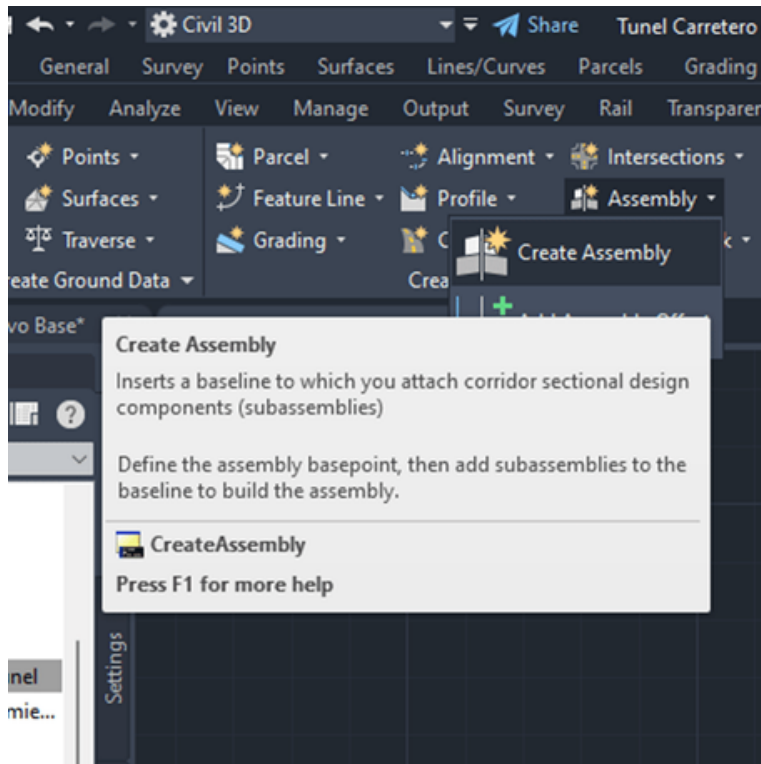 Civil 3D Share Tunel Carretero
General Survey Points Surfaces Lines/Curves Parcels Grading
Modify Analyze View Manage Output Survey Rail Transparen
Points Parcel Alignment Intersections
Surfaces Feature Line Profile Assembly
Traverse Grading C Create Assembly k
reate Ground Data Crea
vo Base*
Create Assembly
Inserts a baseline to which you attach corridor sectional design
components (subassemblies)
Define the assembly basepoint, then add subassemblies to the
baseline to build the assembly.
CreateAssembly
Press F1 for more help
Settings
nel
mie...